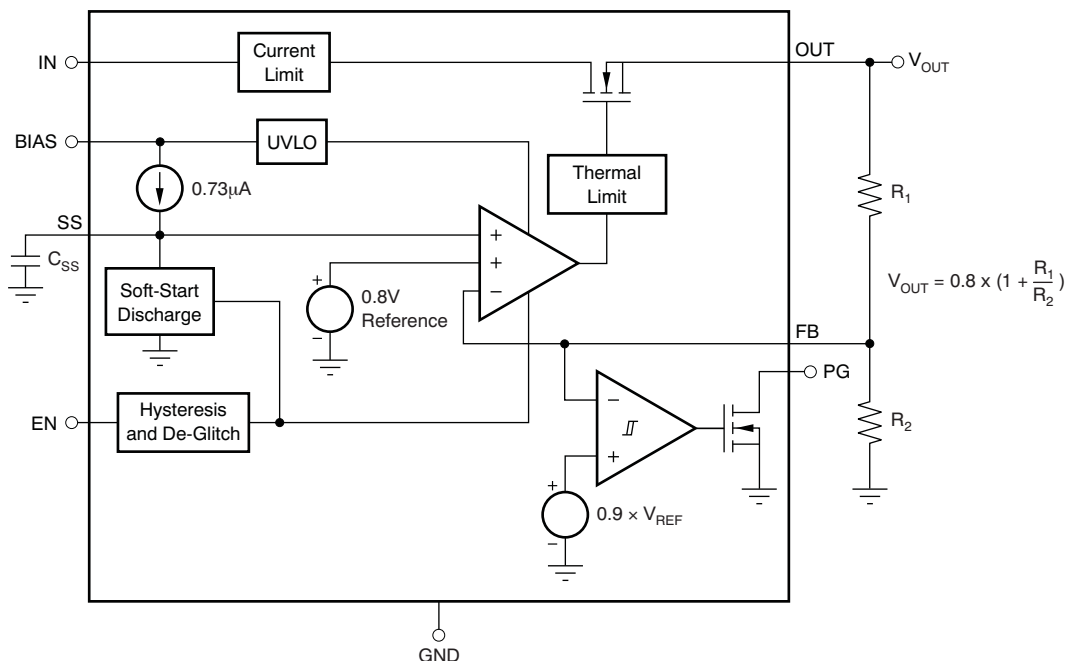 IN
Current
Limit
OUT
V_OUT
BIAS
UVLO
0.73µA
Thermal
Limit
R_1
SS
C_SS
+
+
−
Soft-Start
Discharge
+
−
0.8V
Reference
V_OUT = 0.8 x (1 + R_1/R_2)
FB
PG
EN
Hysteresis
and De-Glitch
−
+
R_2
+
−
0.9 × V_REF
GND